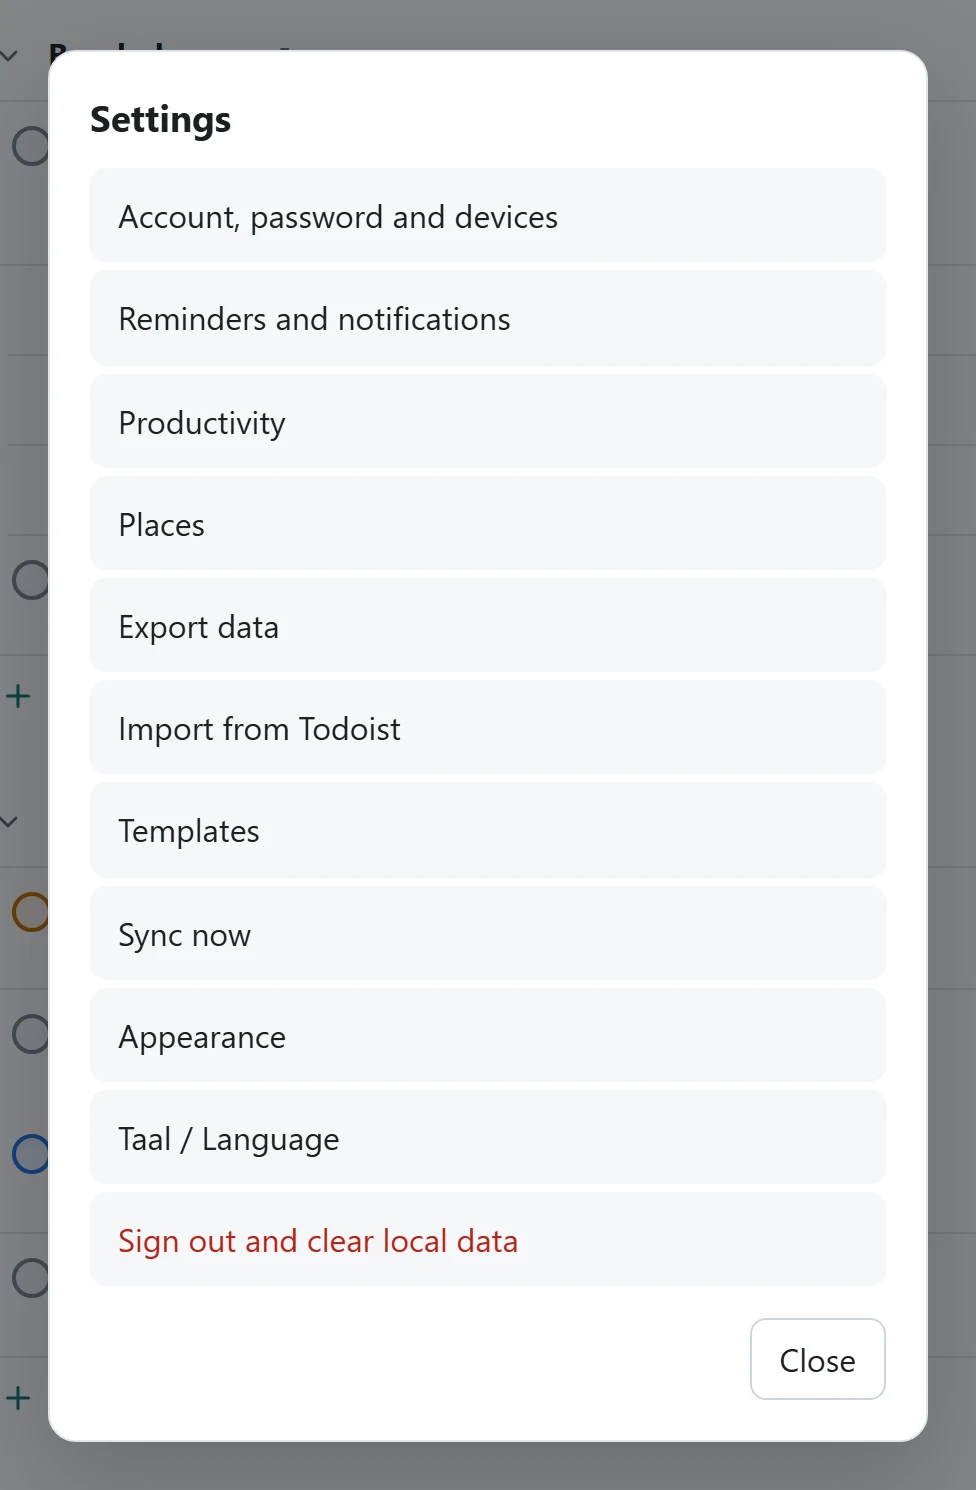 Settings
Account, password and devices
Reminders and notifications
Productivity
Places
Export data
Import from Todoist
Templates
Sync now
Appearance
Taal / Language
Sign out and clear local data
Close